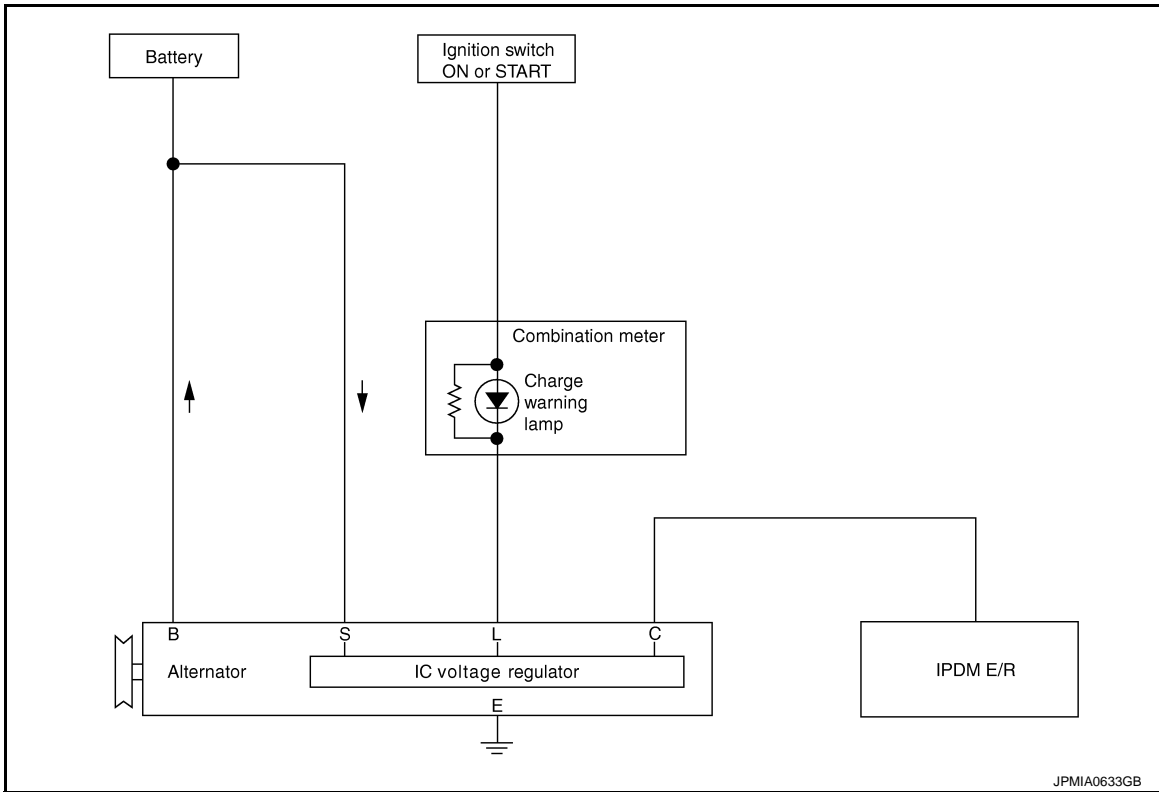 Battery
Ignition switch
ON or START
Combination meter
Charge
warning
lamp
B
S
L
C
Alternator
IC voltage regulator
IPDM E/R
E
JPMIA0633GB